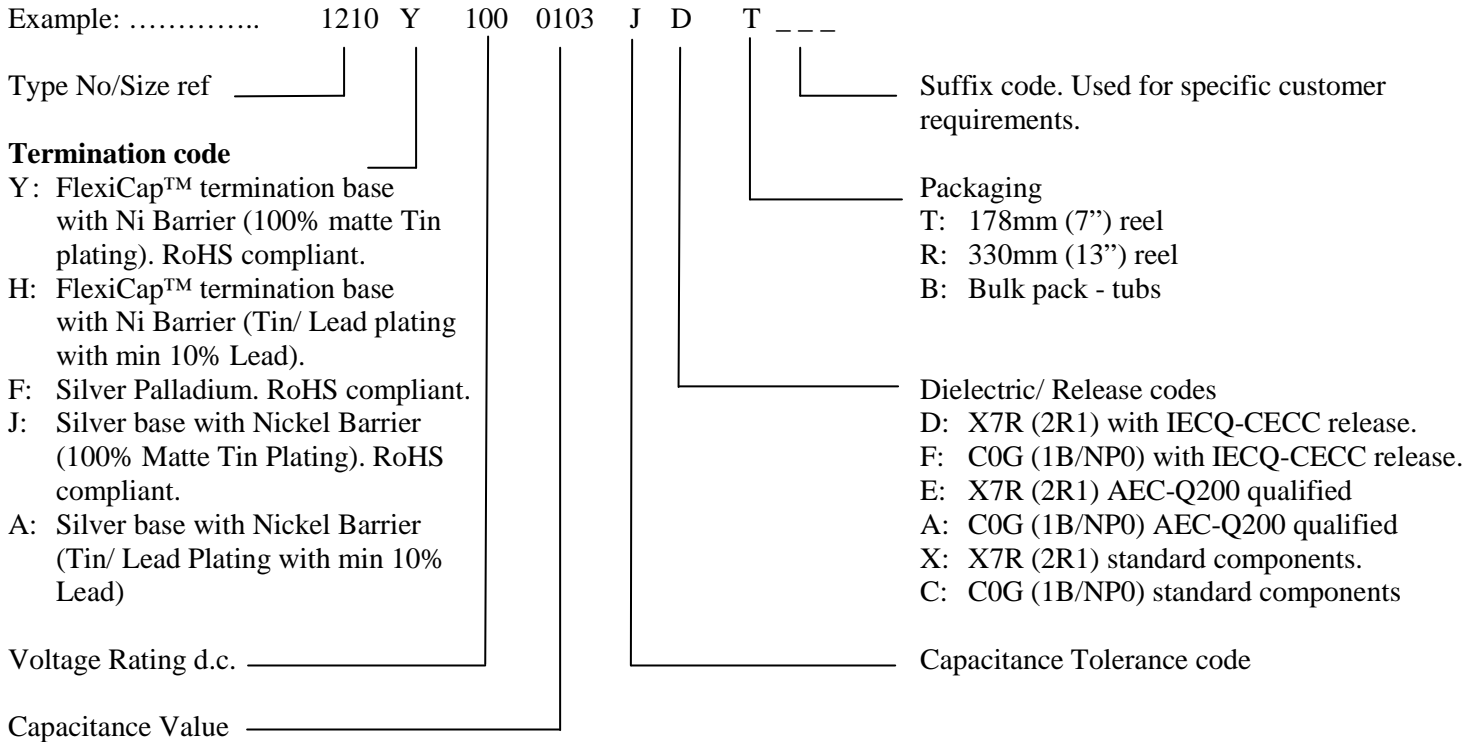 Example: ………….. 1210 Y 100 0103 J D T _ _ _
Type No/Size ref
Termination code
Y: FlexiCap™ termination base
with Ni Barrier (100% matte Tin
plating). RoHS compliant.
H: FlexiCap™ termination base
with Ni Barrier (Tin/ Lead plating
with min 10% Lead).
F: Silver Palladium. RoHS compliant.
J: Silver base with Nickel Barrier
(100% Matte Tin Plating). RoHS
compliant.
A: Silver base with Nickel Barrier
(Tin/ Lead Plating with min 10%
Lead)
Voltage Rating d.c.
Capacitance Value
Suffix code. Used for specific customer
requirements.
Packaging
T: 178mm (7”) reel
R: 330mm (13”) reel
B: Bulk pack - tubs
Dielectric/ Release codes
D: X7R (2R1) with IECQ-CECC release.
F: C0G (1B/NP0) with IECQ-CECC release.
E: X7R (2R1) AEC-Q200 qualified
A: C0G (1B/NP0) AEC-Q200 qualified
X: X7R (2R1) standard components.
C: C0G (1B/NP0) standard components
Capacitance Tolerance code